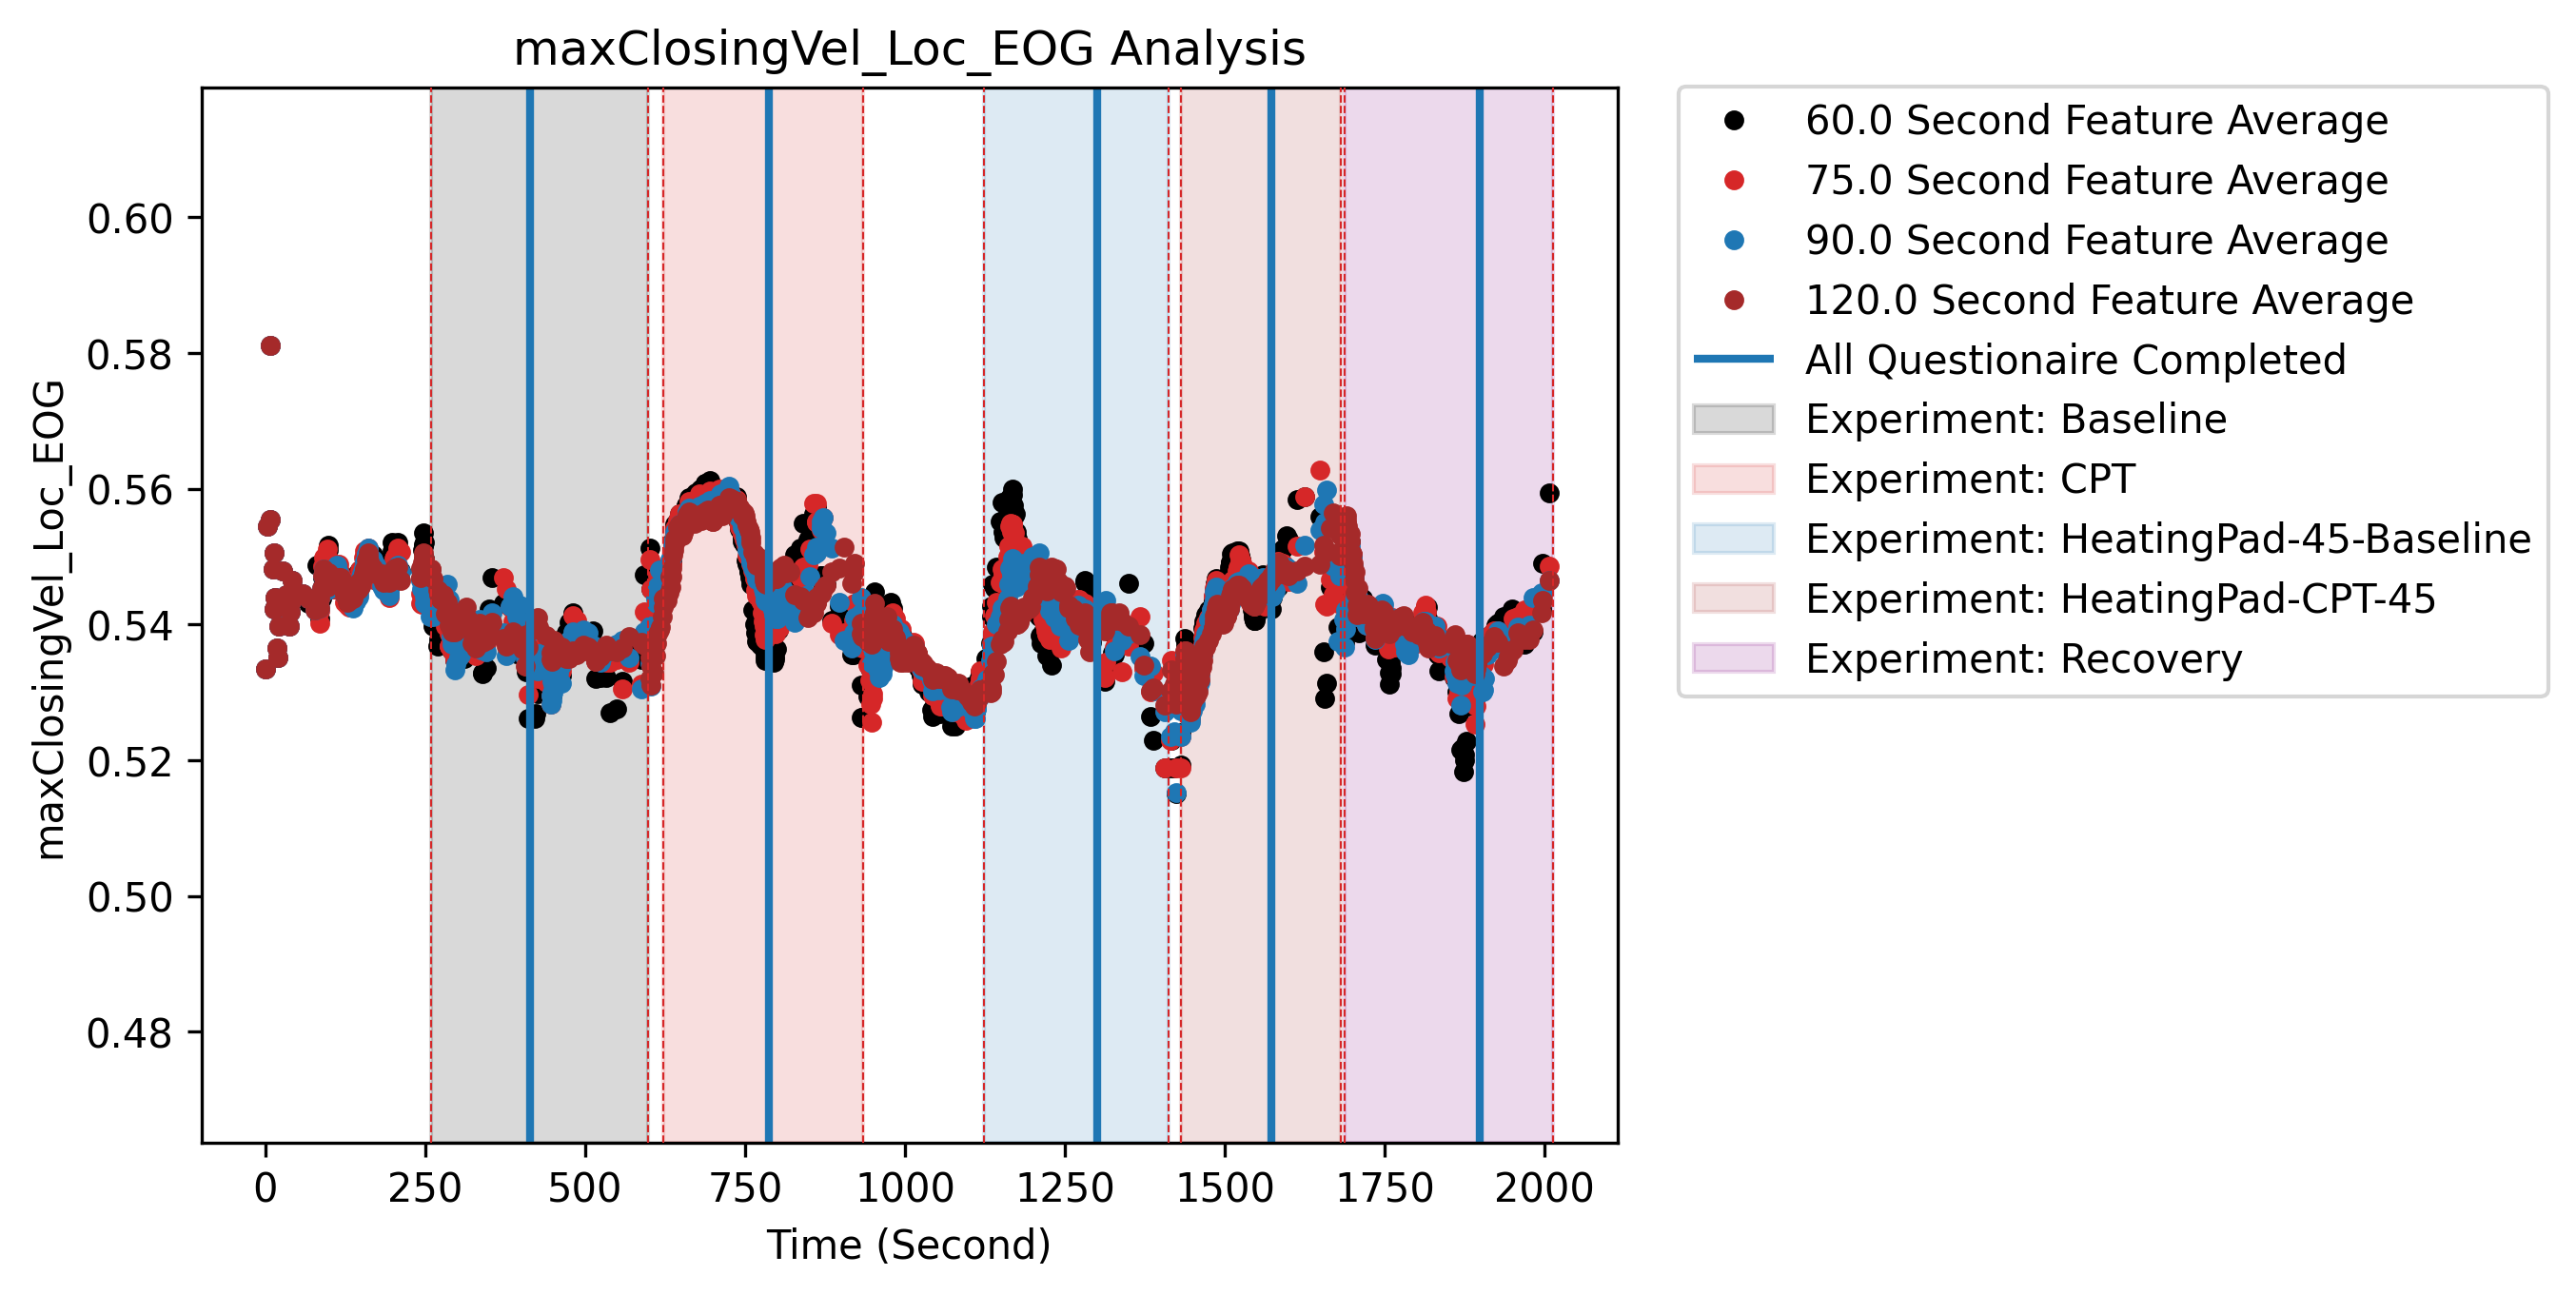 maxClosingVel_Loc_EOG Analysis
maxClosingVel_Loc_EOG
0.60
0.58
0.56
0.54
0.52
0.50
0.48
0 250 500 750 1000 1250 1500 1750 2000
Time (Second)
60.0 Second Feature Average
75.0 Second Feature Average
90.0 Second Feature Average
120.0 Second Feature Average
All Questionaire Completed
Experiment: Baseline
Experiment: CPT
Experiment: HeatingPad-45-Baseline
Experiment: HeatingPad-CPT-45
Experiment: Recovery